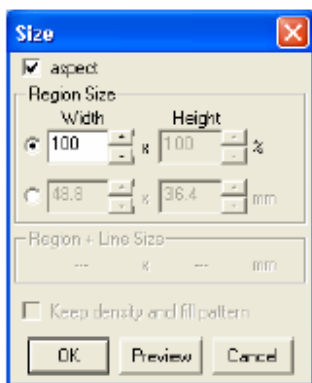 Size
aspect
Region Size
Width Height
100 x 100 %
48.8 x 36.4 mm
Region + Line Size
--- x --- mm
Keep density and fill pattern
OK Preview Cancel